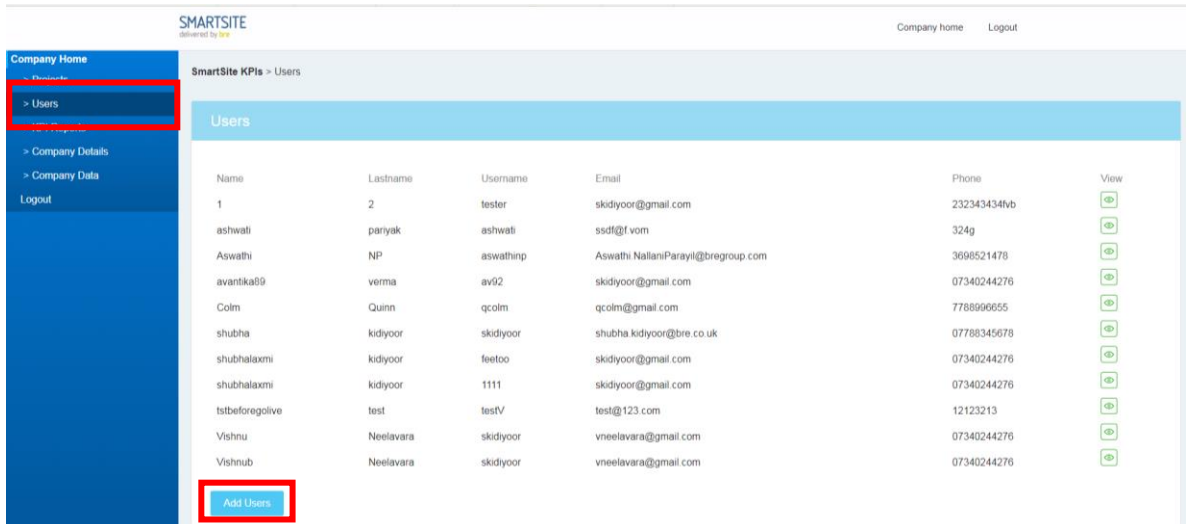 SMARTSITE
delivered by bre
Company home Logout
Company Home
> Projects
> Users
> KPI Reports
> Company Details
> Company Data
Logout
SmartSite KPIs > Users
Users
Name Lastname Username Email Phone View
1 2 tester skidiyoor@gmail.com 232343434fvb
ashwati pariyak ashwati ssdf@f.vom 324g
Aswathi NP aswathinp Aswathi.NallaniParayil@bregroup.com 3698521478
avantika89 verma av92 skidiyoor@gmail.com 07340244276
Colm Quinn qcolm qcolm@gmail.com 7788996655
shubha kidiyoor skidiyoor shubha.kidiyoor@bre.co.uk 07788345678
shubhalaxmi kidiyoor feetoo skidiyoor@gmail.com 07340244276
shubhalaxmi kidiyoor 1111 skidiyoor@gmail.com 07340244276
tstbeforegolive test testV test@123.com 12123213
Vishnu Neelavara skidiyoor vneelavara@gmail.com 07340244276
Vishnub Neelavara skidiyoor vneelavara@gmail.com 07340244276
Add Users